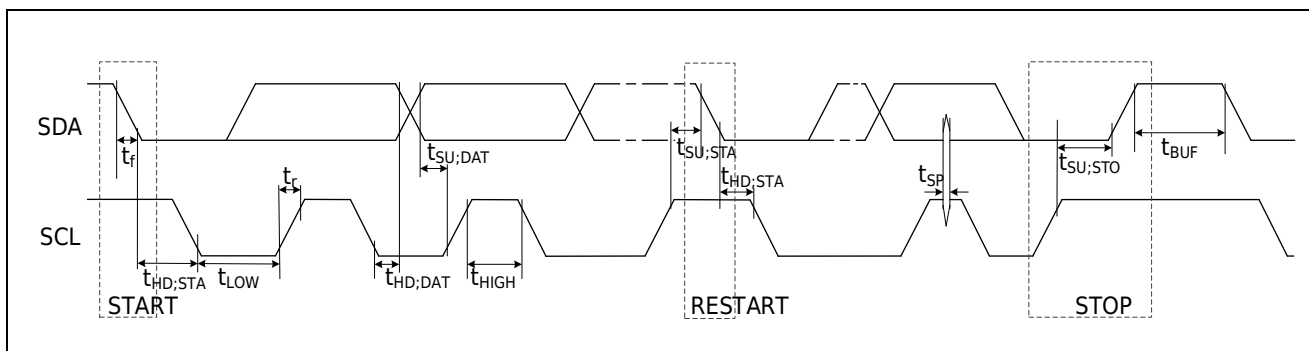 SDA
t_f
t_SU;DAT
t_SU;STA
t_SP
t_SU;STO
t_BUF
t_r
t_HD;STA
SCL
t_HD;STA
t_LOW
t_HD;DAT
t_HIGH
START
RESTART
STOP